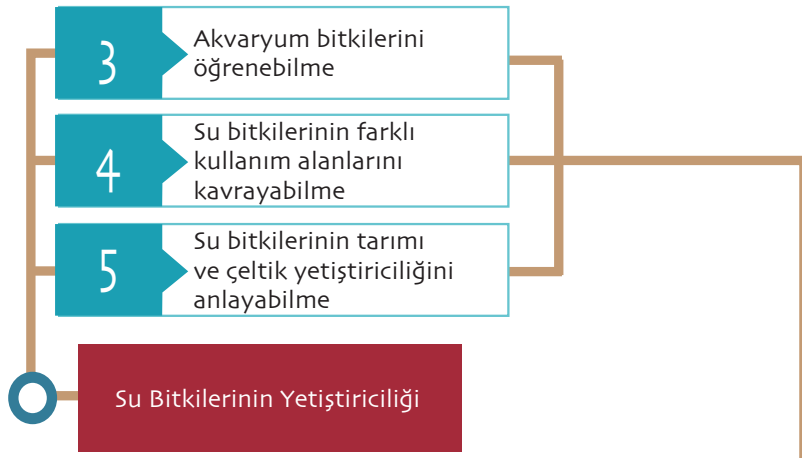 3
Akvaryum bitkilerini
öğrenebilme
4
Su bitkilerinin farklı
kullanım alanlarını
kavrayabilme
5
Su bitkilerinin tarımı
ve çeltik yetiştiriciliğini
anlayabilme
Su Bitkilerinin Yetiştiriciliği